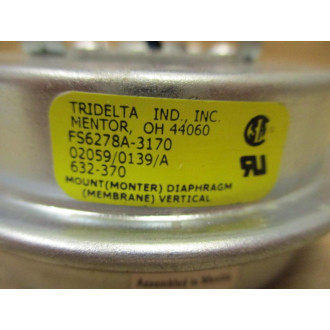 TRIDELTA IND., INC.
MENTOR, OH 44060
FS6278A-3170
02059/0139/A
632-370
MOUNT(MONTER) DIAPHRAGM
(MEMBRANE) VERTICAL
Assembled in Mexico